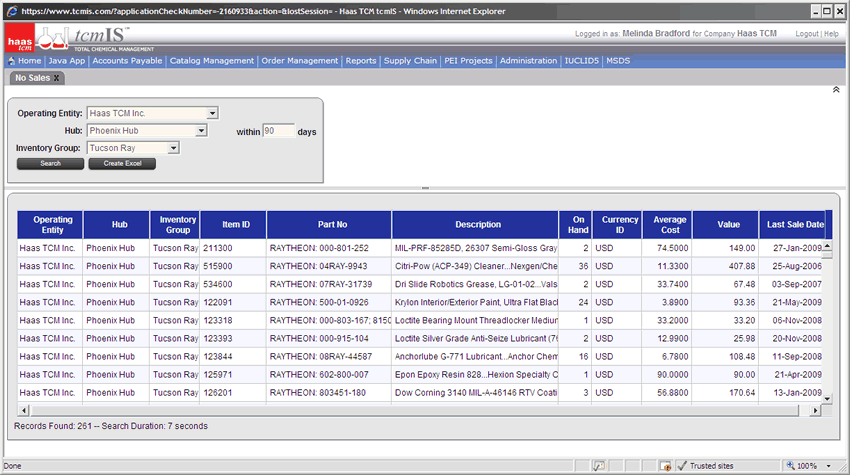 https://www.tcmis.com/?applicationCheckNumber=-2160933&action=&lostSession= - Haas TCM tcmIS - Windows Internet Explorer
haas tcm
tcmIS™
TOTAL CHEMICAL MANAGEMENT
Logged in as: Melinda Bradford for Company Haas TCM Logout | Help
Home | Java App | Accounts Payable | Catalog Management | Order Management | Reports | Supply Chain | PEI Projects | Administration | IUCLID5 | MSDS
No Sales x
Operating Entity: Haas TCM Inc.
Hub: Phoenix Hub within 90 days
Inventory Group: Tucson Ray
Search Create Excel
Operating Entity Hub Inventory Group Item ID Part No Description On Hand Currency ID Average Cost Value Last Sale Date
Haas TCM Inc. Phoenix Hub Tucson Ray 211300 RAYTHEON: 000-801-252 MIL-PRF-85285D, 26307 Semi-Gloss Gray 2 USD 74.5000 149.00 27-Jan-2009
Haas TCM Inc. Phoenix Hub Tucson Ray 515900 RAYTHEON: 04RAY-9943 Citri-Pow (ACP-349) Cleaner...Nexgen/Che 36 USD 11.3300 407.88 25-Aug-2006
Haas TCM Inc. Phoenix Hub Tucson Ray 534600 RAYTHEON: 07RAY-31739 Dri Slide Robotics Grease, LG-01-02...Vals 2 USD 33.7400 67.48 03-Sep-2007
Haas TCM Inc. Phoenix Hub Tucson Ray 122091 RAYTHEON: 500-01-0926 Krylon Interior/Exterior Paint, Ultra Flat Black 24 USD 3.8900 93.36 21-May-2009
Haas TCM Inc. Phoenix Hub Tucson Ray 123318 RAYTHEON: 000-803-167; 8150 Loctite Bearing Mount Threadlocker Medium 1 USD 33.2000 33.20 06-Nov-2008
Haas TCM Inc. Phoenix Hub Tucson Ray 123393 RAYTHEON: 000-915-104 Loctite Silver Grade Anti-Seize Lubricant (76 2 USD 12.9900 25.98 20-Nov-2008
Haas TCM Inc. Phoenix Hub Tucson Ray 123844 RAYTHEON: 08RAY-44587 Anchorlube G-771 Lubricant...Anchor Chem 16 USD 6.7800 108.48 11-Sep-2008
Haas TCM Inc. Phoenix Hub Tucson Ray 125971 RAYTHEON: 602-800-007 Epon Epoxy Resin 828...Hexion Specialty C 1 USD 90.0000 90.00 21-Apr-2009
Haas TCM Inc. Phoenix Hub Tucson Ray 126201 RAYTHEON: 803451-180 Dow Corning 3140 MIL-A-46146 RTV Coati 3 USD 56.8800 170.64 13-Jan-2009
Records Found: 261 -- Search Duration: 7 seconds
Done Trusted sites 100%